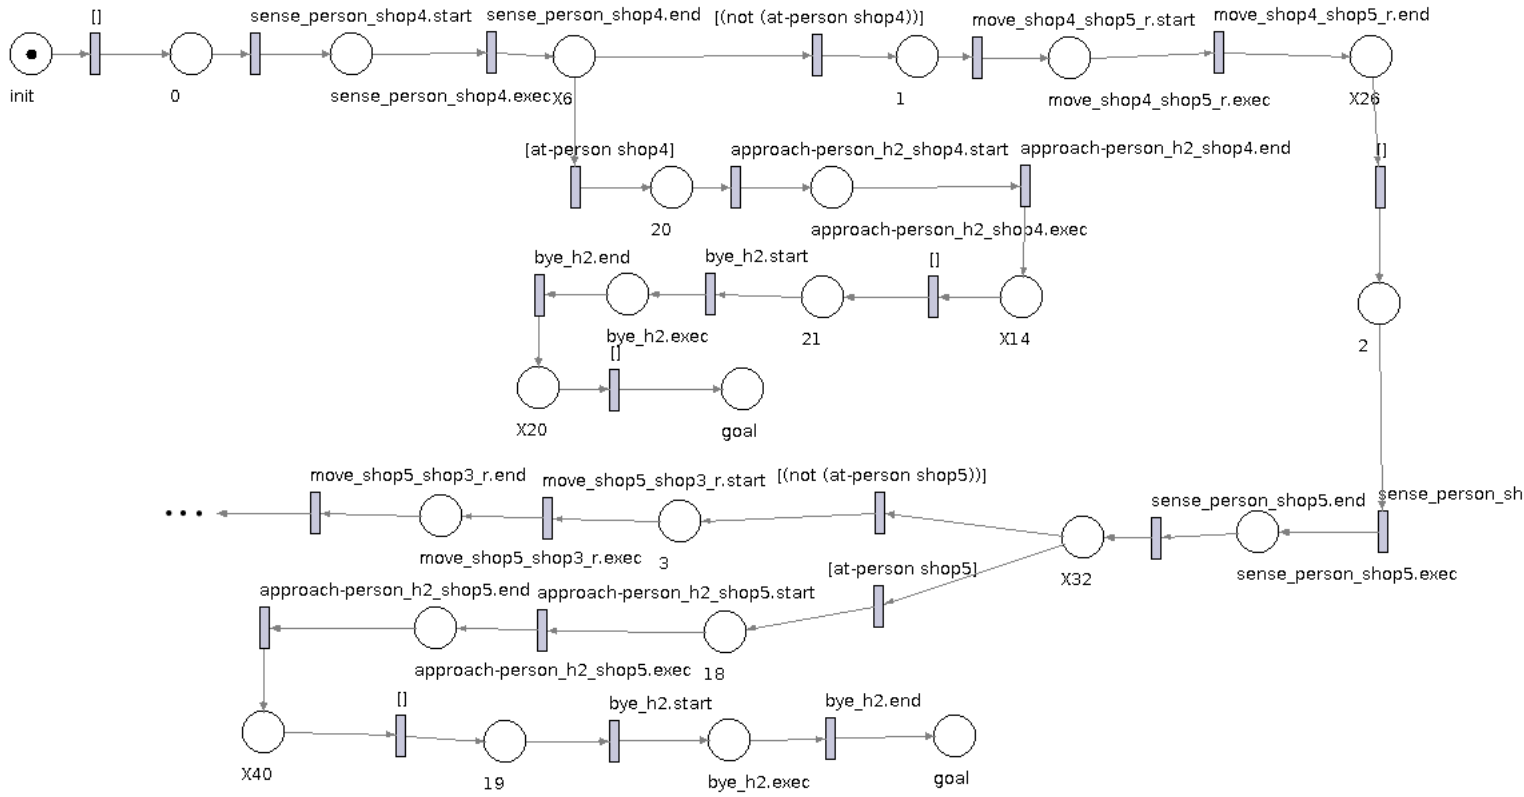 []
sense_person_shop4.start
sense_person_shop4.end
[(not (at-person shop4))]
move_shop4_shop5_r.start
move_shop4_shop5_r.end
init
0
sense_person_shop4.exec
X6
1
move_shop4_shop5_r.exec
X26
[at-person shop4]
approach-person_h2_shop4.start
approach-person_h2_shop4.end
[]
20
approach-person_h2_shop4.exec
bye_h2.end
bye_h2.start
[]
bye_h2.exec
21
X14
2
[]
X20
goal
move_shop5_shop3_r.end
move_shop5_shop3_r.start
[(not (at-person shop5))]
sense_person_shop5.end
sense_person_sh
...
move_shop5_shop3_r.exec
3
[at-person shop5]
X32
sense_person_shop5.exec
approach-person_h2_shop5.end
approach-person_h2_shop5.start
approach-person_h2_shop5.exec
18
[]
bye_h2.start
bye_h2.end
X40
19
bye_h2.exec
goal